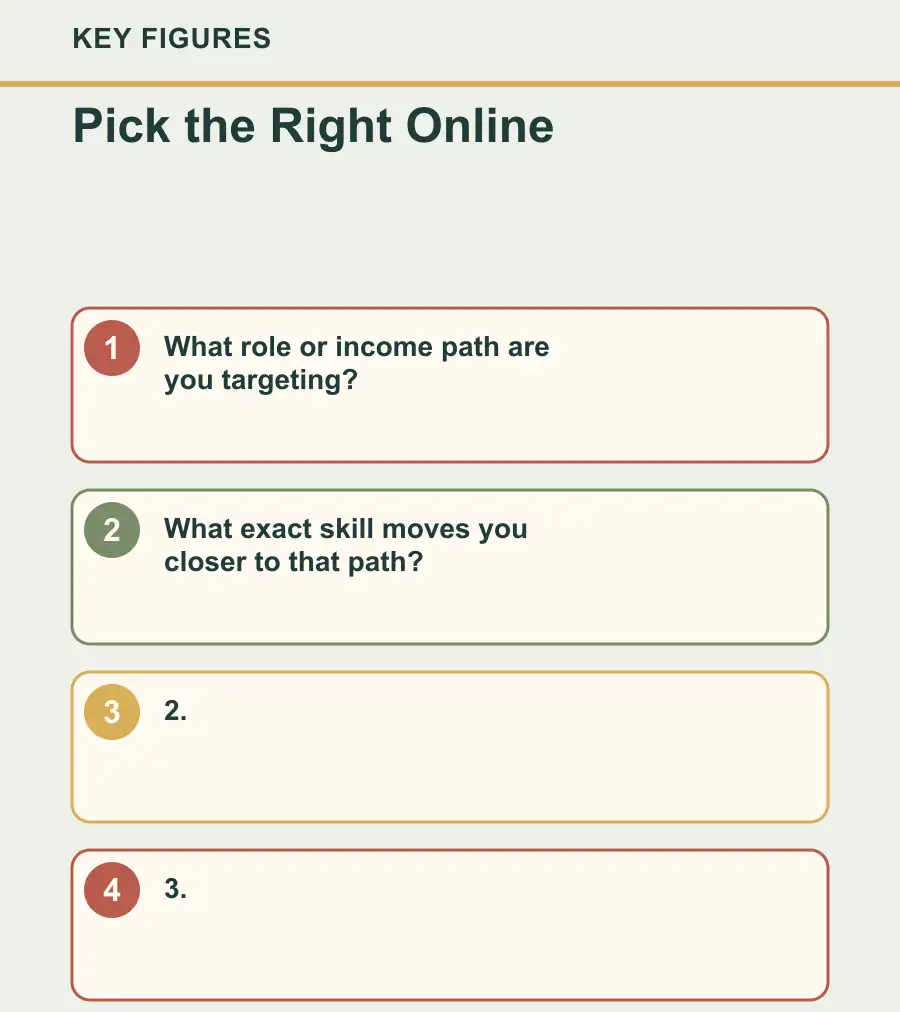 KEY FIGURES
Pick the Right Online
1
What role or income path are
you targeting?
2
What exact skill moves you
closer to that path?
3
2.
4
3.